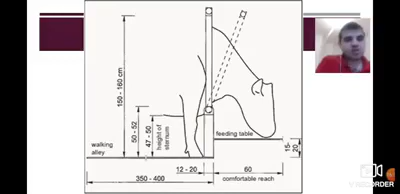 150 - 160 cm
50 - 52
47 - 50
height of
sternum
feeding table
walking
alley
15-
20
12 - 20
60
350 - 400
comfortable reach
V RECORDER